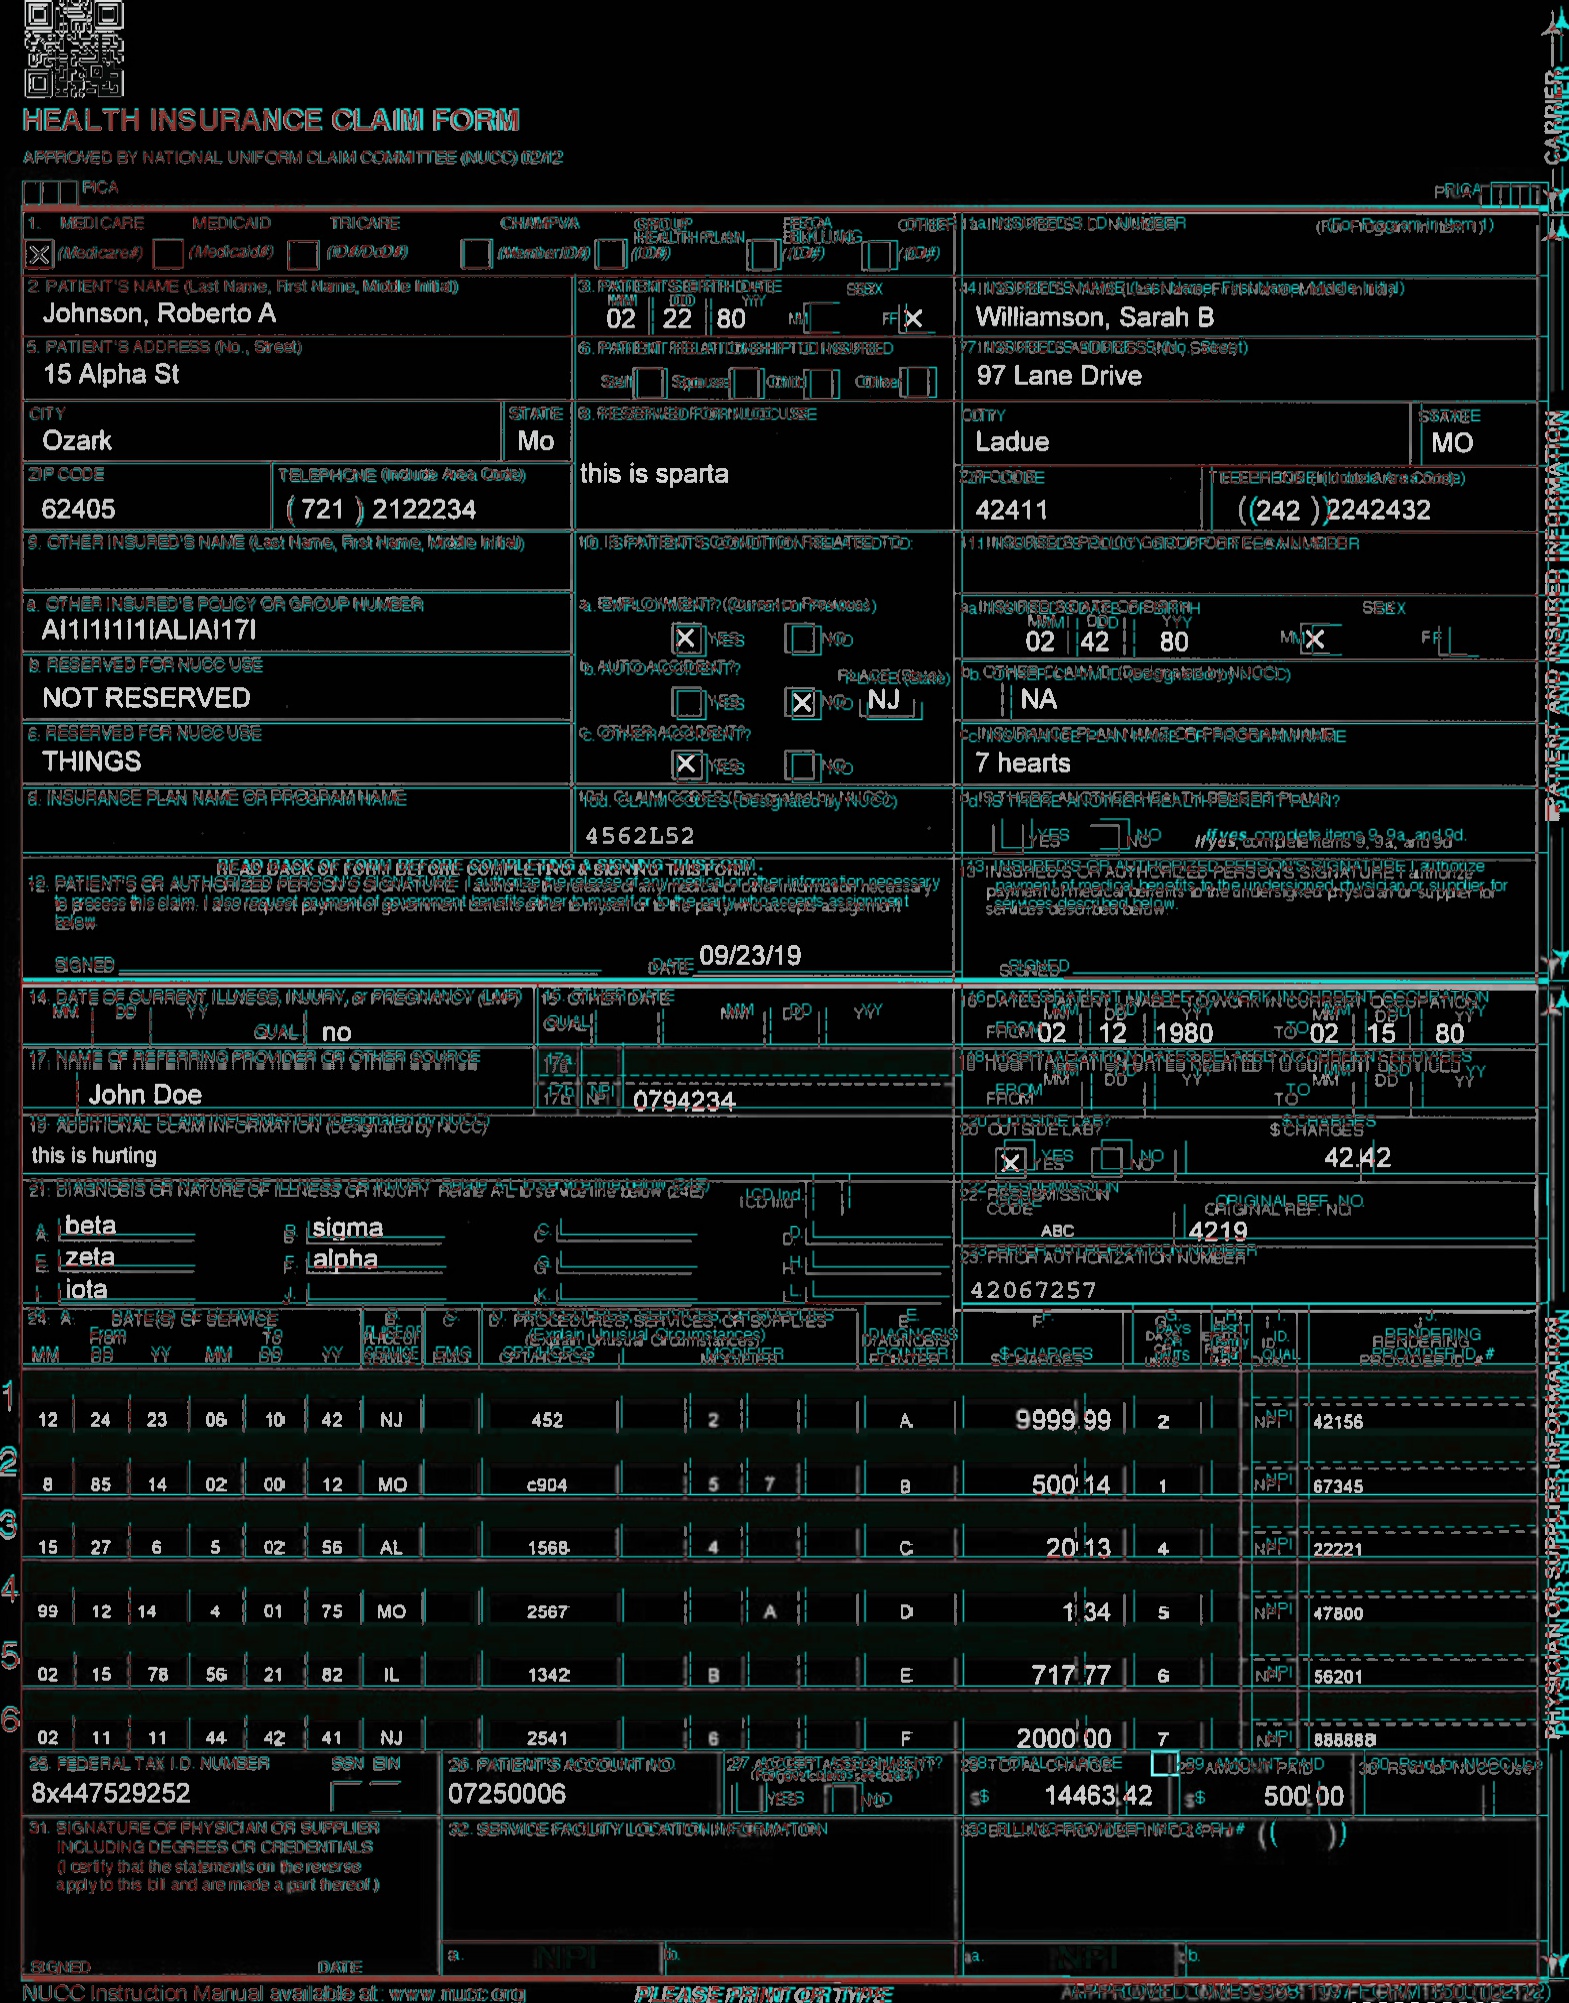 HEALTH INSURANCE CLAIM FORM
APPROVED BY NATIONAL UNIFORM CLAIM COMMITTEE (NUCC) 02/12
PICA PICA
CARRIER
1. MEDICARE MEDICAID TRICARE CHAMPVA GROUP HEALTH PLAN FECA BLK LUNG OTHER 1a. INSURED'S I.D. NUMBER (For Program in Item 1)
X (Medicare#) (Medicaid#) (ID#/DoD#) (Member ID#) (ID#) (ID#) (ID#)
2. PATIENT'S NAME (Last Name, First Name, Middle Initial) 3. PATIENT'S BIRTH DATE SEX 4. INSURED'S NAME (Last Name, First Name, Middle Initial)
MM DD YY
Johnson, Roberto A 02 22 80 M F X Williamson, Sarah B
5. PATIENT'S ADDRESS (No., Street) 6. PATIENT RELATIONSHIP TO INSURED 7. INSURED'S ADDRESS (No., Street)
15 Alpha St Self Spouse Child Other 97 Lane Drive
CITY STATE 8. RESERVED FOR NUCC USE CITY STATE
Ozark Mo Ladue MO
ZIP CODE TELEPHONE (Include Area Code) this is sparta ZIP CODE TELEPHONE (Include Area Code)
62405 ( 721 ) 2122234 42411 ( 242 ) 2242432
9. OTHER INSURED'S NAME (Last Name, First Name, Middle Initial) 10. IS PATIENT'S CONDITION RELATED TO: 11. INSURED'S POLICY GROUP OR FECA NUMBER
a. OTHER INSURED'S POLICY OR GROUP NUMBER a. EMPLOYMENT? (Current or Previous) a. INSURED'S DATE OF BIRTH SEX
MM DD YY
X YES NO 02 42 80 M X F
b. RESERVED FOR NUCC USE b. AUTO ACCIDENT? PLACE (State) b. OTHER CLAIM ID (Designated by NUCC)
NOT RESERVED YES X NO NJ NA
c. RESERVED FOR NUCC USE c. OTHER ACCIDENT? c. INSURANCE PLAN NAME OR PROGRAM NAME
THINGS X YES NO 7 hearts
d. INSURANCE PLAN NAME OR PROGRAM NAME 10d. CLAIM CODES (Designated by NUCC) d. IS THERE ANOTHER HEALTH BENEFIT PLAN?
4562L52 YES NO If yes, complete items 9, 9a, and 9d.
PATIENT AND INSURED INFORMATION
READ BACK OF FORM BEFORE COMPLETING & SIGNING THIS FORM.
12. PATIENT'S OR AUTHORIZED PERSON'S SIGNATURE I authorize the release of any medical or other information necessary
to process this claim. I also request payment of government benefits either to myself or to the party who accepts assignment
below.
SIGNED DATE 09/23/19
13. INSURED'S OR AUTHORIZED PERSON'S SIGNATURE I authorize
payment of medical benefits to the undersigned physician or supplier for
services described below.
SIGNED
14. DATE OF CURRENT ILLNESS, INJURY, or PREGNANCY (LMP) 15. OTHER DATE 16. DATES PATIENT UNABLE TO WORK IN CURRENT OCCUPATION
MM DD YY QUAL. no QUAL. MM DD YY MM DD YY MM DD YY
FROM 02 12 1980 TO 02 15 80
17. NAME OF REFERRING PROVIDER OR OTHER SOURCE 17a. 18. HOSPITALIZATION DATES RELATED TO CURRENT SERVICES
MM DD YY MM DD YY
John Doe 17b. NPI 0794234 FROM TO
19. ADDITIONAL CLAIM INFORMATION (Designated by NUCC) 20. OUTSIDE LAB? $ CHARGES
this is hurting X YES NO 42.42
21. DIAGNOSIS OR NATURE OF ILLNESS OR INJURY Relate A-L to service line below (24E) ICD Ind. 22. RESUBMISSION CODE ORIGINAL REF. NO.
A. beta B. sigma C. D. ABC 4219
E. zeta F. alpha G. H. 23. PRIOR AUTHORIZATION NUMBER
I. iota J. K. L. 42067257
24. A. DATE(S) OF SERVICE B. C. D. PROCEDURES, SERVICES, OR SUPPLIES E. F. G. H. I. J.
From To PLACE OF SERVICE (Explain Unusual Circumstances) DIAGNOSIS POINTER DAYS OR UNITS ID. QUAL. RENDERING PROVIDER ID. #
MM DD YY MM DD YY EMG CPT/HCPCS MODIFIER $ CHARGES
1 12 24 23 06 10 42 NJ 452 2 A 9999 99 2 NPI 42156
2 8 85 14 02 00 12 MO c904 5 7 B 500 14 1 NPI 67345
3 15 27 6 5 02 56 AL 1568 4 C 20 13 4 NPI 22221
4 99 12 14 4 01 75 MO 2567 A D 1 34 5 NPI 47800
5 02 15 78 56 21 82 IL 1342 B E 717 77 6 NPI 56201
6 02 11 11 44 42 41 NJ 2541 6 F 2000 00 7 NPI 888888
25. FEDERAL TAX I.D. NUMBER SSN EIN 26. PATIENT'S ACCOUNT NO. 27. ACCEPT ASSIGNMENT? 28. TOTAL CHARGE 29. AMOUNT PAID 30. Rsvd for NUCC Use
8x447529252 07250006 YES NO $ 14463 42 $ 500 00
31. SIGNATURE OF PHYSICIAN OR SUPPLIER 32. SERVICE FACILITY LOCATION INFORMATION 33. BILLING PROVIDER INFO & PH # ( )
INCLUDING DEGREES OR CREDENTIALS
(I certify that the statements on the reverse
apply to this bill and are made a part thereof.)
SIGNED DATE a. NPI b. a. NPI b.
PHYSICIAN OR SUPPLIER INFORMATION
NUCC Instruction Manual available at: www.nucc.org PLEASE PRINT OR TYPE